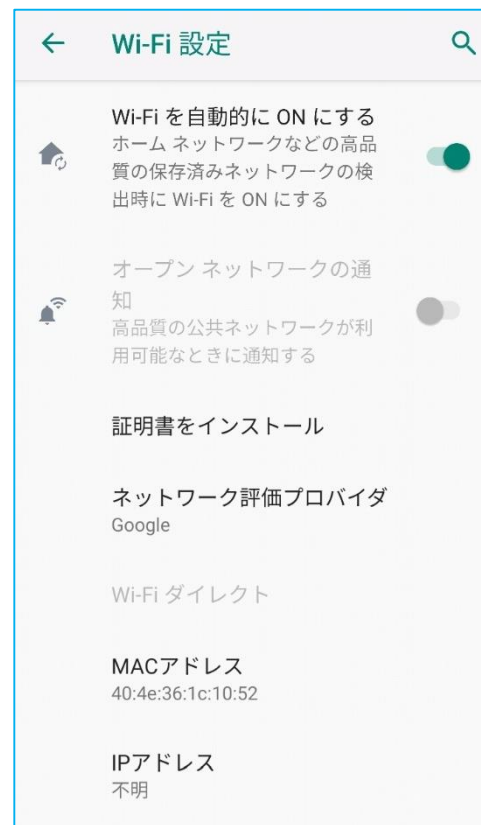 Wi-Fi 設定
Wi-Fi を自動的に ON にする
ホーム ネットワークなどの高品
質の保存済みネットワークの検
出時に Wi-Fi を ON にする
オープン ネットワークの通
知
高品質の公共ネットワークが利
用可能なときに通知する
証明書をインストール
ネットワーク評価プロバイダ
Google
Wi-Fi ダイレクト
MACアドレス
40:4e:36:1c:10:52
IPアドレス
不明